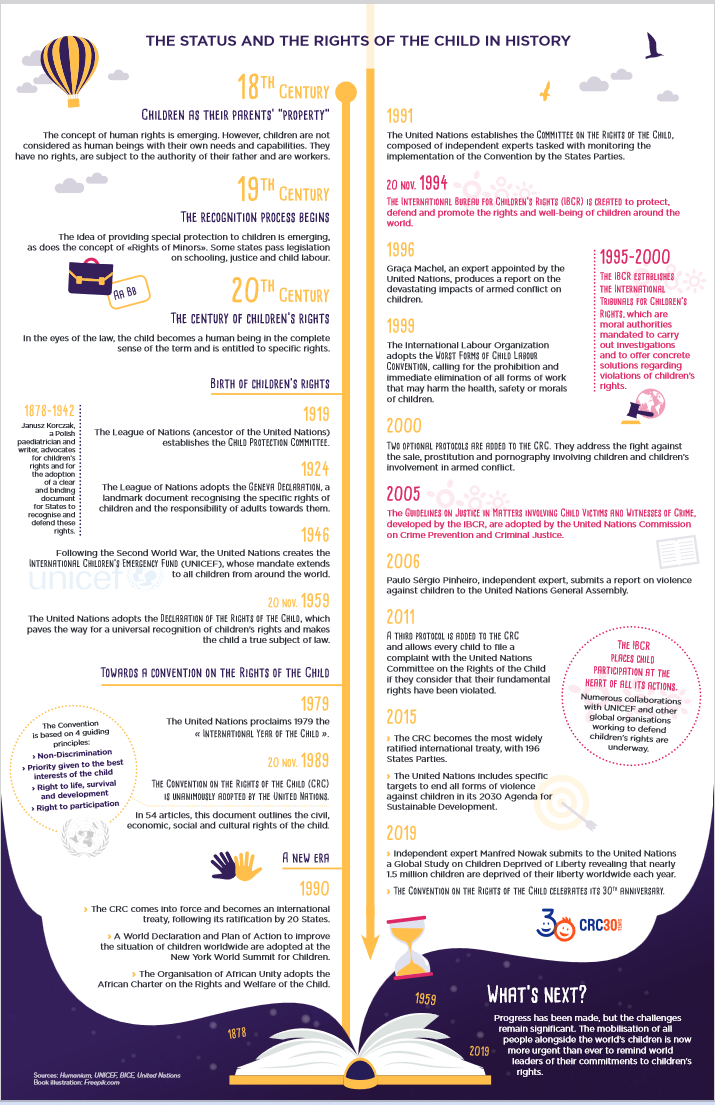 THE STATUS AND THE RIGHTS OF THE CHILD IN HISTORY
18TH CENTURY
CHILDREN AS THEIR PARENTS' "PROPERTY"
The concept of human rights is emerging. However, children are not
considered as human beings with their own needs and capabilities. They
have no rights, are subject to the authority of their father and are workers.
19TH CENTURY
THE RECOGNITION PROCESS BEGINS
The idea of providing special protection to children is emerging,
as does the concept of «Rights of Minors». Some states pass legislation
on schooling, justice and child labour.
AA BB
20TH CENTURY
THE CENTURY OF CHILDREN'S RIGHTS
In the eyes of the law, the child becomes a human being in the complete
sense of the term and is entitled to specific rights.
BIRTH OF CHILDREN'S RIGHTS
1878-1942
Janusz Korczak,
a Polish
paediatrician and
writer, advocates
for children's
rights and for
the adoption
of a clear
and binding
document
for States to
recognise and
defend these
rights.
1919
The League of Nations (ancestor of the United Nations)
establishes the CHILD PROTECTION COMMITTEE.
1924
The League of Nations adopts the GENEVA DECLARATION, a
landmark document recognising the specific rights of
children and the responsibility of adults towards them.
1946
Following the Second World War, the United Nations creates the
INTERNATIONAL CHILDREN'S EMERGENCY FUND (UNICEF), whose mandate extends
to all children from around the world.
unicef
20 NOV. 1959
The United Nations adopts the DECLARATION OF THE RIGHTS OF THE CHILD, which
paves the way for a universal recognition of children's rights and makes
the child a true subject of law.
TOWARDS A CONVENTION ON THE RIGHTS OF THE CHILD
1979
The United Nations proclaims 1979 the
« INTERNATIONAL YEAR OF THE CHILD ».
The Convention
is based on 4 guiding
principles:
› Non-Discrimination
› Priority given to the best
interests of the child
› Right to life, survival
and development
› Right to participation
20 NOV. 1989
THE CONVENTION ON THE RIGHTS OF THE CHILD (CRC)
IS UNANIMOUSLY ADOPTED BY THE UNITED NATIONS.
In 54 articles, this document outlines the civil,
economic, social and cultural rights of the child.
A NEW ERA
1990
› The CRC comes into force and becomes an international
treaty, following its ratification by 20 States.
› A World Declaration and Plan of Action to improve
the situation of children worldwide are adopted at the
New York World Summit for Children.
› The Organisation of African Unity adopts the
African Charter on the Rights and Welfare of the Child.
1991
The United Nations establishes the COMMITTEE ON THE RIGHTS OF THE CHILD,
composed of independent experts tasked with monitoring the
implementation of the Convention by the States Parties.
20 NOV. 1994
THE INTERNATIONAL BUREAU FOR CHILDREN'S RIGHTS (IBCR) IS CREATED to protect,
defend and promote the rights and well-being of children around the
world.
1996
Graça Machel, an expert appointed by the
United Nations, produces a report on the
devastating impacts of armed conflict on
children.
1995-2000
THE IBCR ESTABLISHES
THE INTERNATIONAL
TRIBUNALS FOR CHILDREN'S
RIGHTS, which are
moral authorities
mandated to carry
out investigations
and to offer concrete
solutions regarding
violations of children's
rights.
1999
The International Labour Organization
adopts the WORST FORMS OF CHILD LABOUR
CONVENTION, calling for the prohibition and
immediate elimination of all forms of work
that may harm the health, safety or morals
of children.
2000
TWO OPTIONAL PROTOCOLS ARE ADDED TO THE CRC. They address the fight against
the sale, prostitution and pornography involving children and children's
involvement in armed conflict.
2005
The GUIDELINES ON JUSTICE IN MATTERS INVOLVING CHILD VICTIMS AND WITNESSES OF CRIME,
developed by the IBCR, are adopted by the United Nations Commission
on Crime Prevention and Criminal Justice.
2006
Paulo Sérgio Pinheiro, independent expert, submits a report on violence
against children to the United Nations General Assembly.
2011
A THIRD PROTOCOL IS ADDED TO THE CRC
and allows every child to file a
complaint with the United Nations
Committee on the Rights of the Child
if they consider that their fundamental
rights have been violated.
THE IBCR
PLACES CHILD
PARTICIPATION AT THE
HEART OF ALL ITS ACTIONS.
Numerous collaborations
with UNICEF and other
global organisations
working to defend
children's rights are
underway.
2015
› The CRC becomes the most widely
ratified international treaty, with 196
States Parties.
› The United Nations includes specific
targets to end all forms of violence
against children in its 2030 Agenda for
Sustainable Development.
2019
› Independent expert Manfred Nowak submits to the United Nations
a Global Study on Children Deprived of Liberty revealing that nearly
1.5 million children are deprived of their liberty worldwide each year.
› THE CONVENTION ON THE RIGHTS OF THE CHILD CELEBRATES ITS 30TH ANNIVERSARY.
30 CRC30 YEARS
WHAT'S NEXT?
Progress has been made, but the challenges
remain significant. The mobilisation of all
people alongside the world's children is now
more urgent than ever to remind world
leaders of their commitments to children's
rights.
1878
1959
2019
Sources: Humanium, UNICEF, BICE, United Nations
Book illustration: Freepik.com